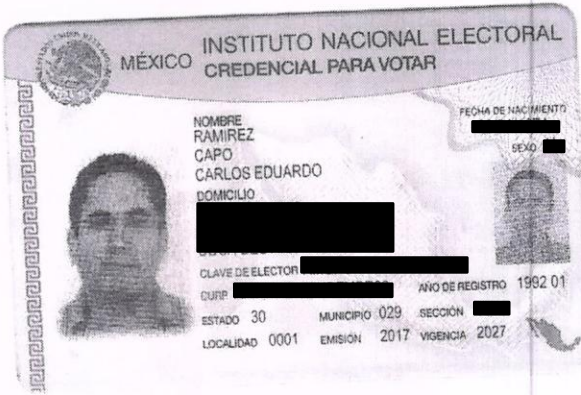 MÉXICO
INSTITUTO NACIONAL ELECTORAL
CREDENCIAL PARA VOTAR
NOMBRE
RAMIREZ
CAPO
CARLOS EDUARDO
FECHA DE NACIMIENTO
SEXO
DOMICILIO
CLAVE DE ELECTOR
CURP
AÑO DE REGISTRO 1992 01
ESTADO 30 MUNICIPIO 029 SECCIÓN
LOCALIDAD 0001 EMISIÓN 2017 VIGENCIA 2027